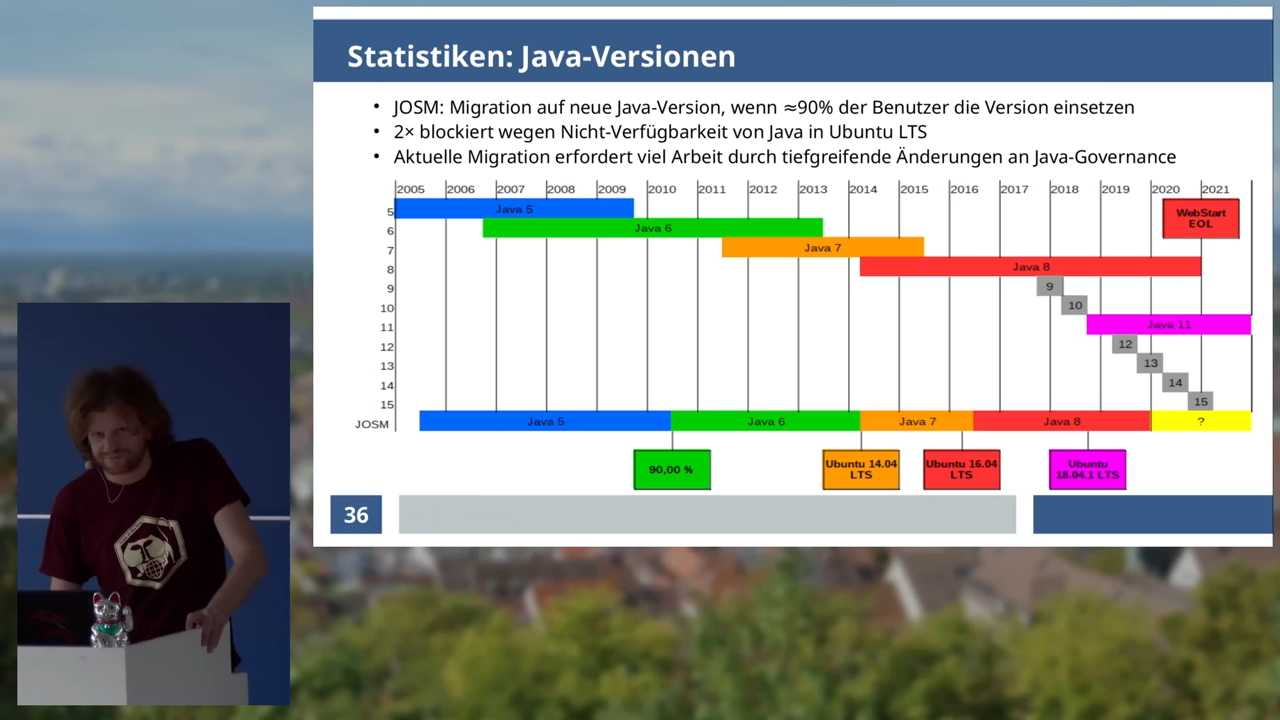 Statistiken: Java-Versionen
• JOSM: Migration auf neue Java-Version, wenn ≈90% der Benutzer die Version einsetzen
• 2× blockiert wegen Nicht-Verfügbarkeit von Java in Ubuntu LTS
• Aktuelle Migration erfordert viel Arbeit durch tiefgreifende Änderungen an Java-Governance
2005 2006 2007 2008 2009 2010 2011 2012 2013 2014 2015 2016 2017 2018 2019 2020 2021
5 Java 5
WebStart
EOL
6 Java 6
7 Java 7
8 Java 8
9 9
10 10
11 Java 11
12 12
13 13
14 14
15 15
JOSM Java 5 Java 6 Java 7 Java 8 ?
90,00 %
Ubuntu 14.04
LTS
Ubuntu 16.04
LTS
Ubuntu
18.04.1 LTS
36